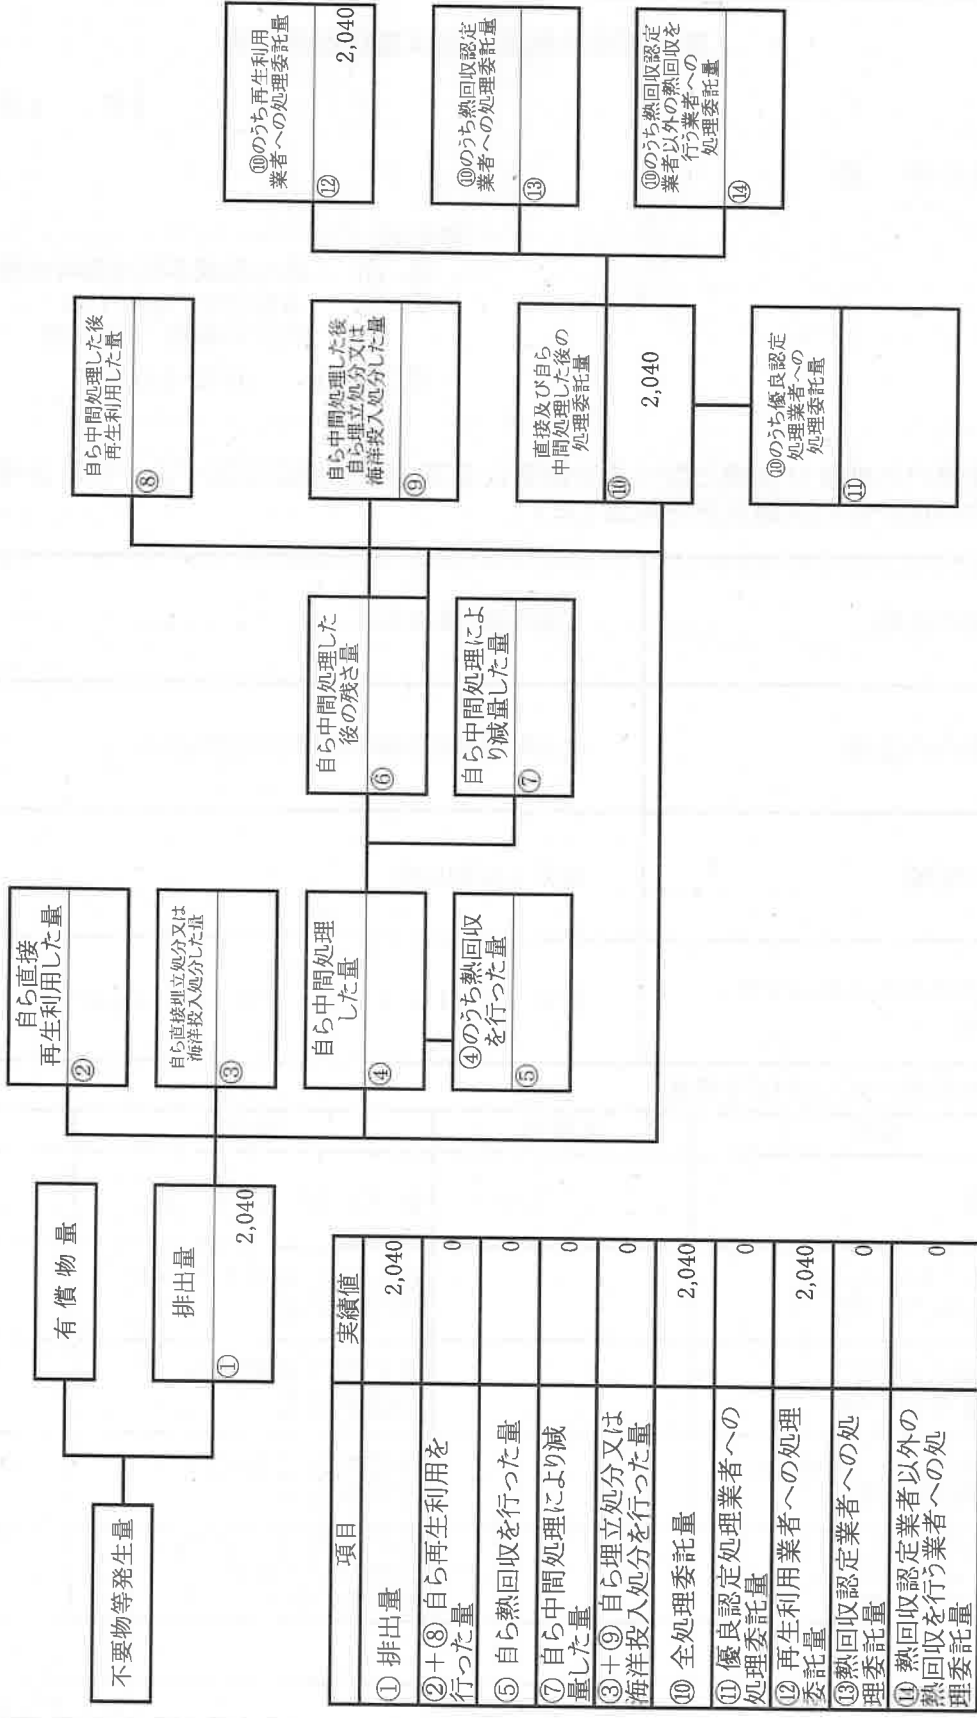 不要物等発生量
有償物量
排出量
①
2,040
自ら直接
再生利用した量
②
自ら直接埋立処分又は
海洋投入処分した量
③
自ら中間処理
した量
④
④のうち熱回収
を行った量
⑤
自ら中間処理した
後の残さ量
⑥
自ら中間処理によ
り減量した量
⑦
自ら中間処理した後
再生利用した量
⑧
自ら中間処理した後
自ら埋立処分又は
海洋投入処分した量
⑨
直接及び自ら
中間処理した後の
処理委託量
⑩
2,040
⑩のうち優良認定
処理業者への
処理委託量
⑪
⑩のうち再生利用
業者への処理委託量
⑫
2,040
⑩のうち熱回収認定
業者への処理委託量
⑬
⑩のうち熱回収認定
業者以外の熱回収を
行う業者への
処理委託量
⑭
項目 実績値
①排出量 2,040
②+⑧ 自ら再生利用を
行った量 0
⑤ 自ら熱回収を行った量 0
⑦ 自ら中間処理により減
量した量 0
③+⑨ 自ら埋立処分又は
海洋投入処分を行った量 0
⑩ 全処理委託量 2,040
⑪ 優良認定処理業者への
処理委託量 0
⑫ 再生利用業者への処理
委託量 2,040
⑬熱回収認定業者への処
理委託量 0
⑭ 熱回収認定業者以外の
熱回収を行う業者への処
理委託量 0